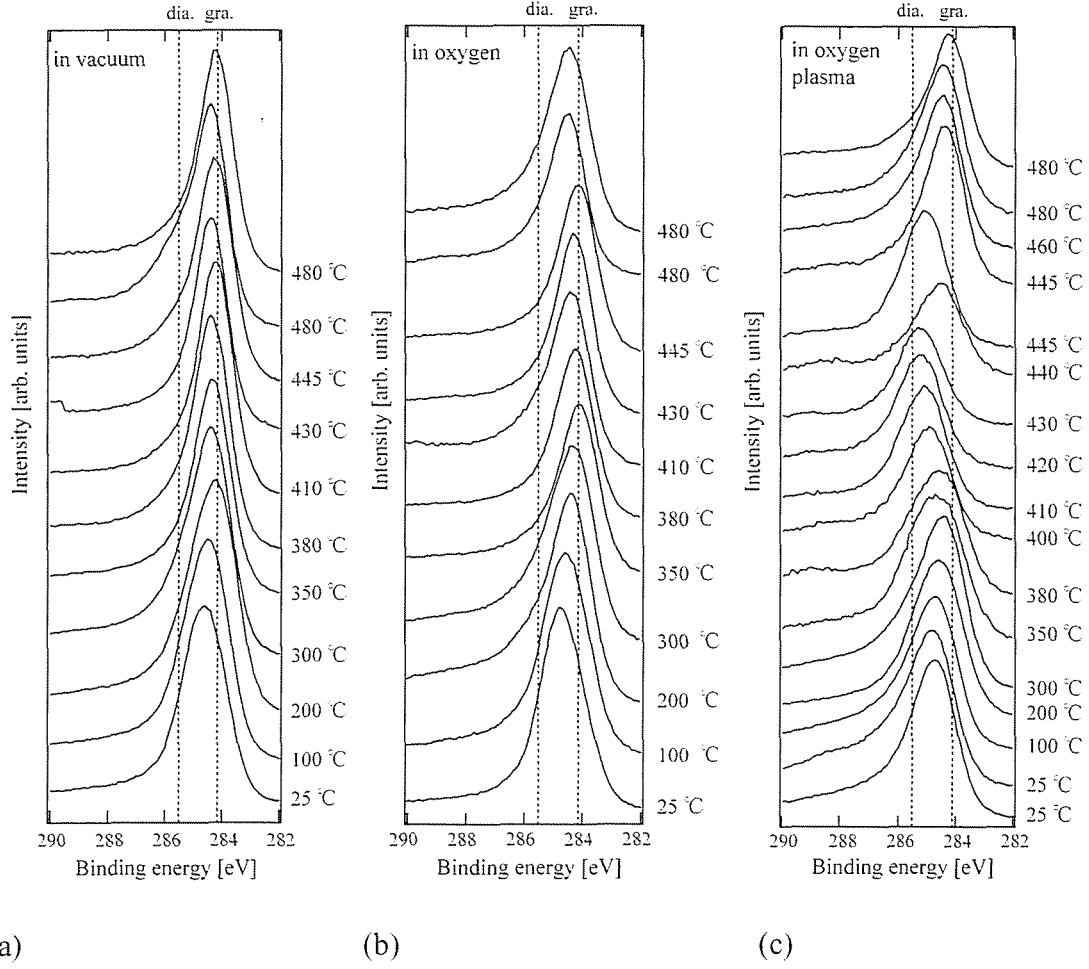 dia. gra.
in vacuum
480 °C
480 °C
445 °C
430 °C
410 °C
380 °C
350 °C
300 °C
200 °C
100 °C
25 °C
Intensity [arb. units]
290 288 286 284 282
Binding energy [eV]
a)
dia. gra.
in oxygen
480 °C
480 °C
445 °C
430 °C
410 °C
380 °C
350 °C
300 °C
200 °C
100 °C
25 °C
Intensity [arb. units]
290 288 286 284 282
Binding energy [eV]
(b)
dia. gra.
in oxygen
plasma
480 °C
480 °C
460 °C
445 °C
445 °C
440 °C
430 °C
420 °C
410 °C
400 °C
380 °C
350 °C
300 °C
200 °C
100 °C
25 °C
25 °C
Intensity [arb. units]
290 288 286 284 282
Binding energy [eV]
(c)